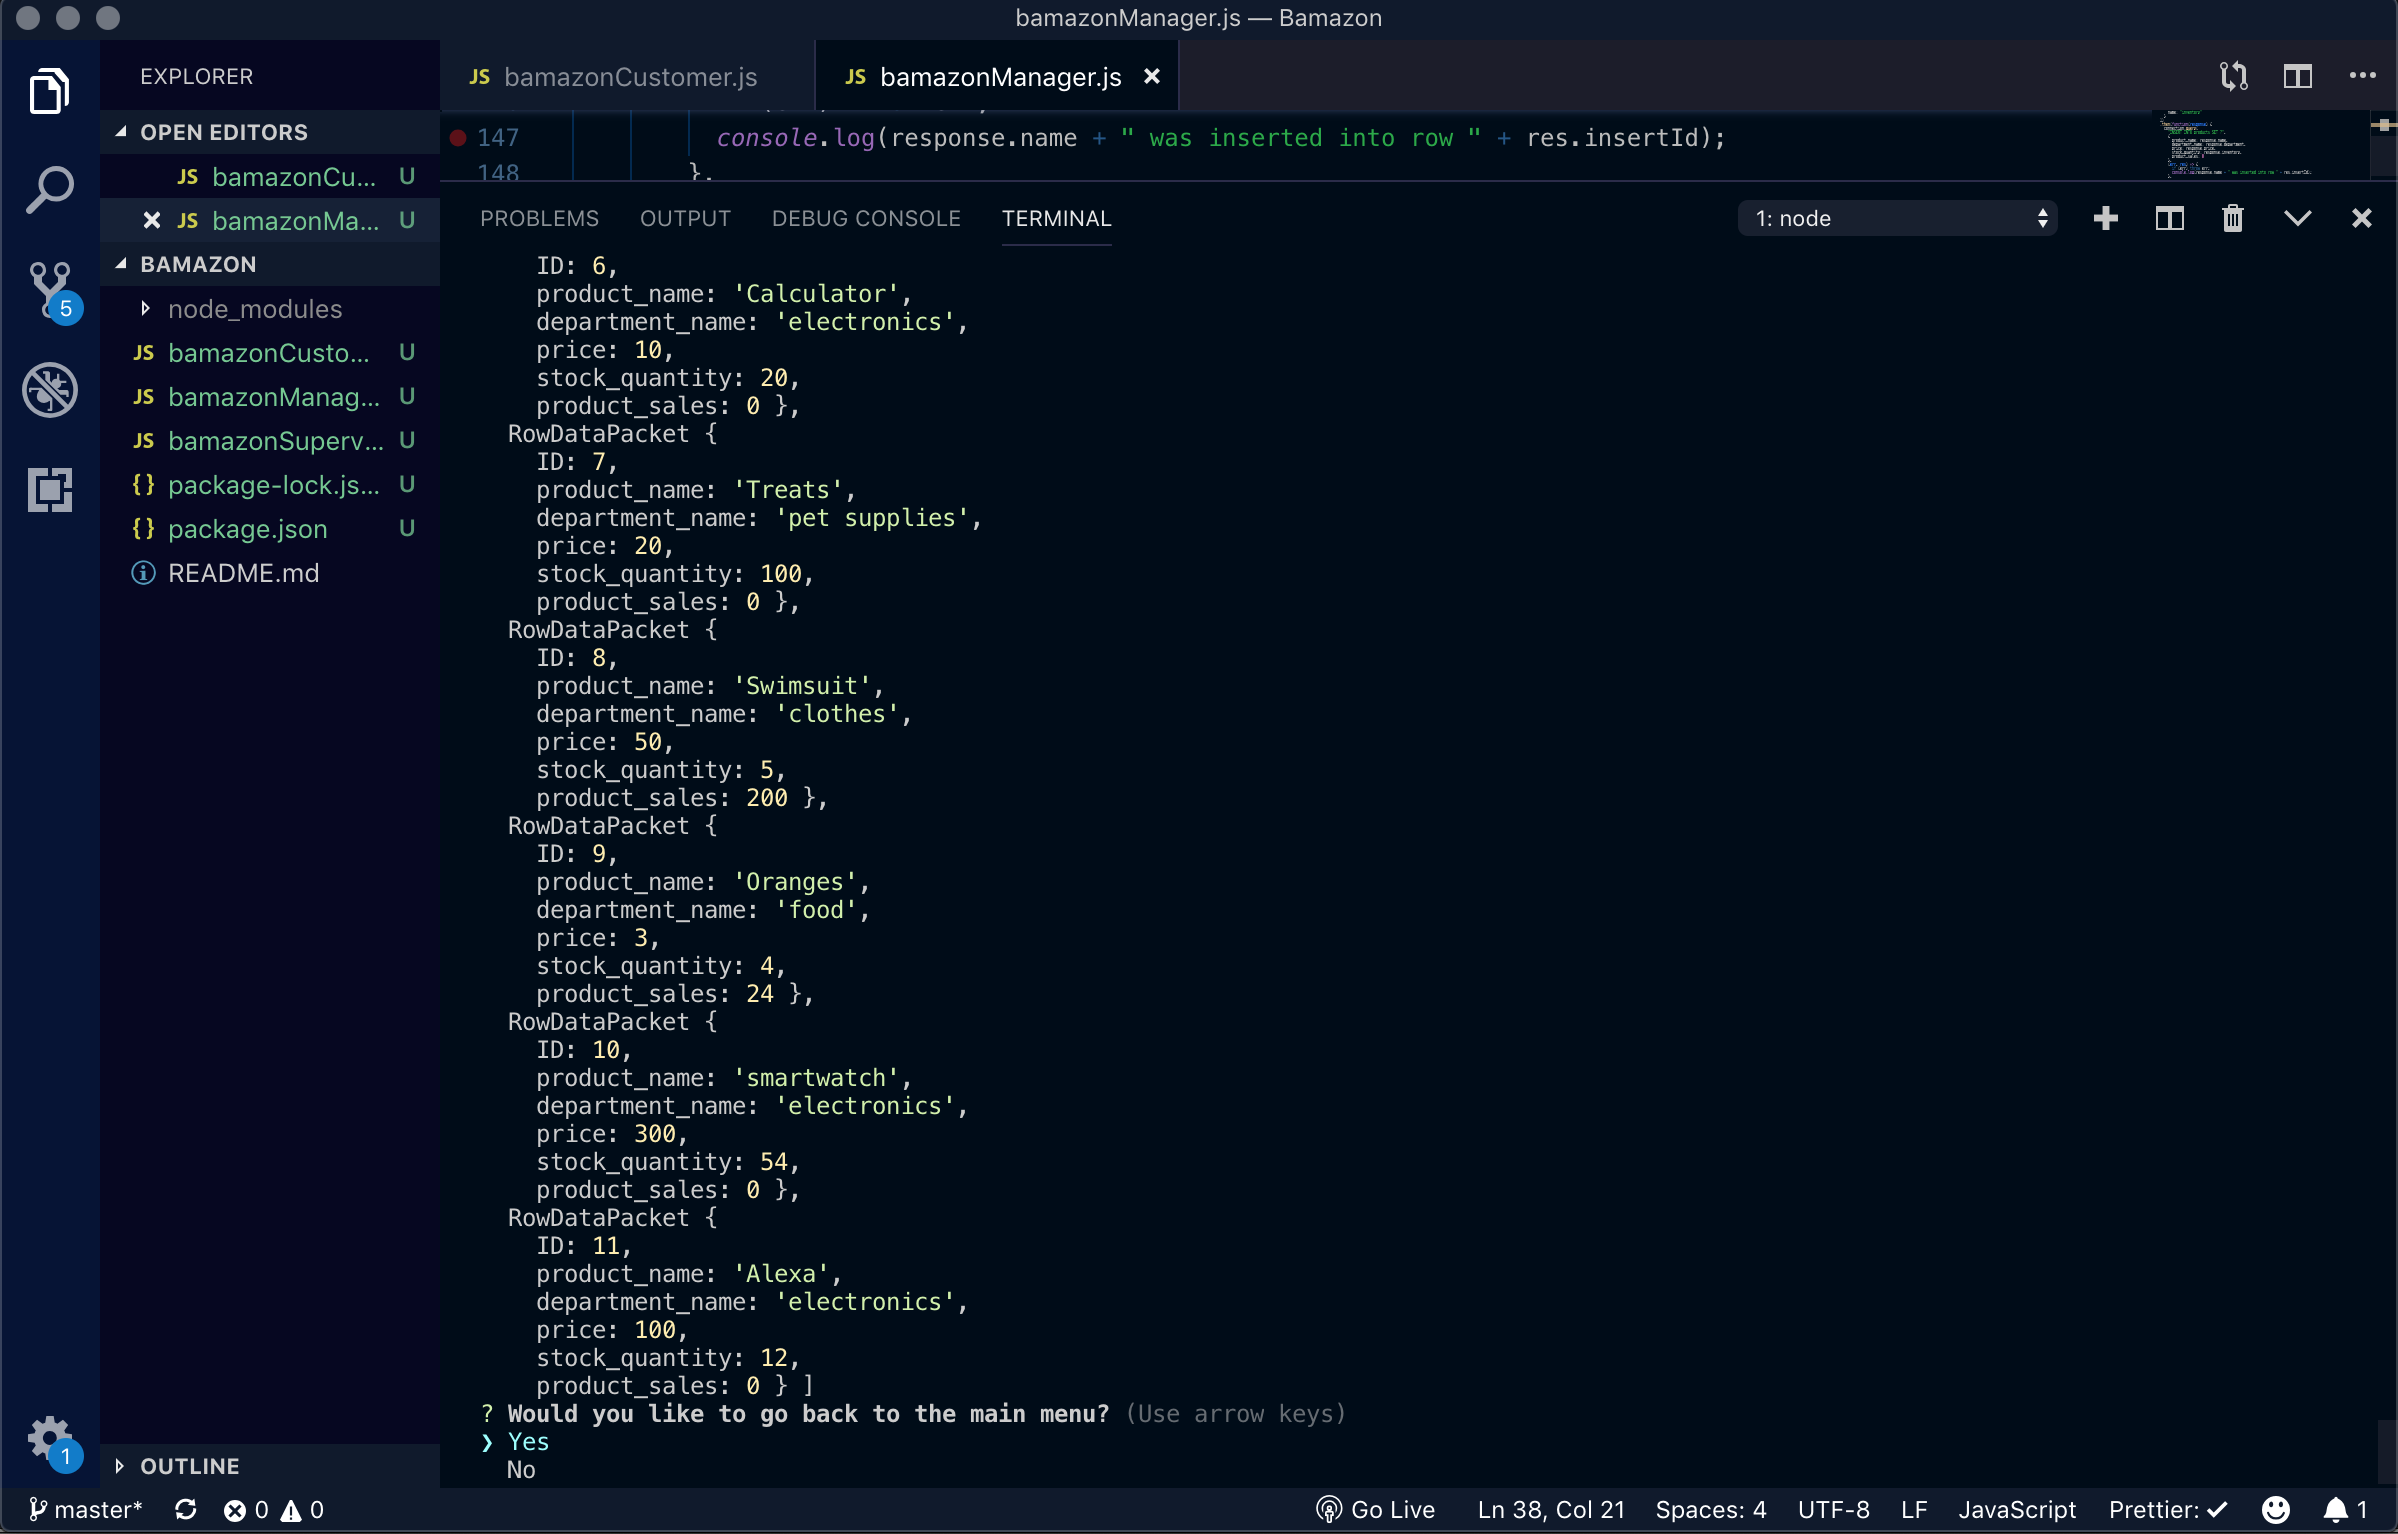 bamazonManager.js — Bamazon
EXPLORER
OPEN EDITORS
JS bamazonCu... U
JS bamazonMa... U
BAMAZON
node_modules
JS bamazonCusto... U
JS bamazonManag... U
JS bamazonSuperv... U
{} package-lock.js... U
{} package.json U
README.md
OUTLINE
5
1
JS bamazonCustomer.js
JS bamazonManager.js
147 console.log(response.name + " was inserted into row " + res.insertId);
148
PROBLEMS OUTPUT DEBUG CONSOLE TERMINAL 1: node
ID: 6,
product_name: 'Calculator',
department_name: 'electronics',
price: 10,
stock_quantity: 20,
product_sales: 0 },
RowDataPacket {
ID: 7,
product_name: 'Treats',
department_name: 'pet supplies',
price: 20,
stock_quantity: 100,
product_sales: 0 },
RowDataPacket {
ID: 8,
product_name: 'Swimsuit',
department_name: 'clothes',
price: 50,
stock_quantity: 5,
product_sales: 200 },
RowDataPacket {
ID: 9,
product_name: 'Oranges',
department_name: 'food',
price: 3,
stock_quantity: 4,
product_sales: 24 },
RowDataPacket {
ID: 10,
product_name: 'smartwatch',
department_name: 'electronics',
price: 300,
stock_quantity: 54,
product_sales: 0 },
RowDataPacket {
ID: 11,
product_name: 'Alexa',
department_name: 'electronics',
price: 100,
stock_quantity: 12,
product_sales: 0 } ]
? Would you like to go back to the main menu? (Use arrow keys)
❯ Yes
No
master* 0 0 Go Live Ln 38, Col 21 Spaces: 4 UTF-8 LF JavaScript Prettier: ✓ 1